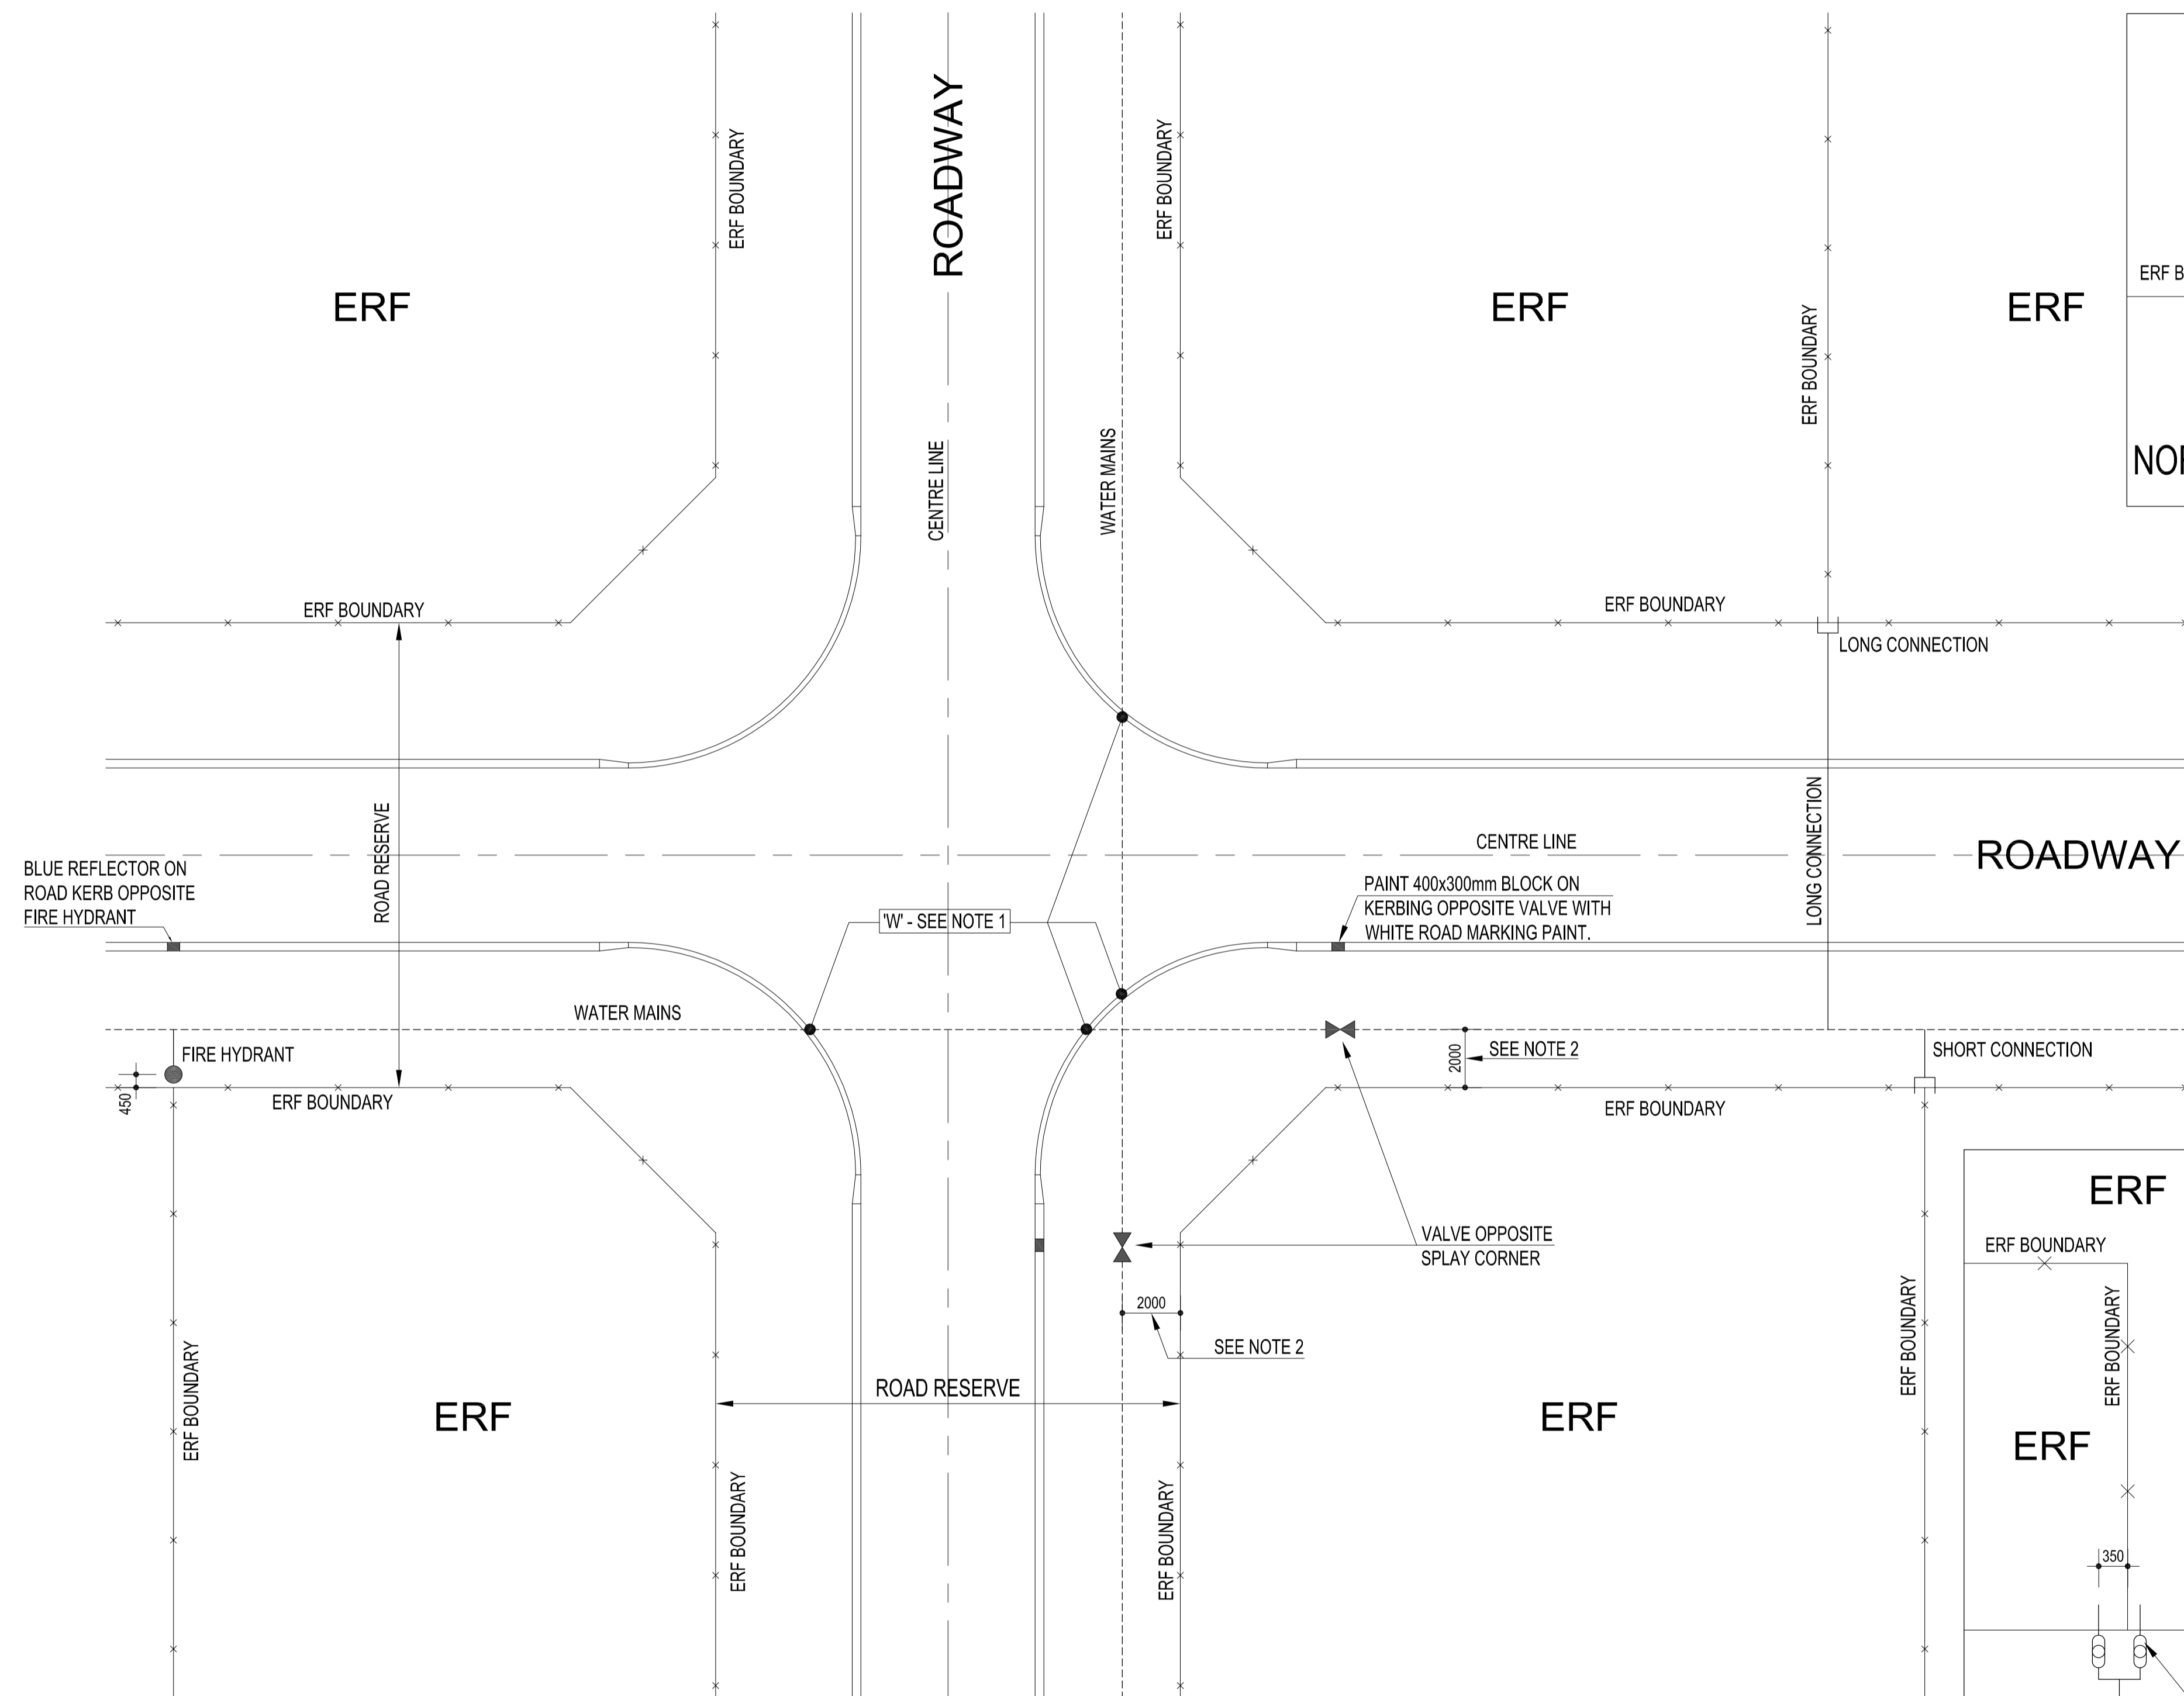 ROADWAY
ERF BOUNDARY
ERF BOUNDARY
ERF
ERF
ERF
ERF B
ERF BOUNDARY
NOR
CENTRE LINE
WATER MAINS
ERF BOUNDARY
ERF BOUNDARY
LONG CONNECTION
ROAD RESERVE
LONG CONNECTION
CENTRE LINE
ROADWAY
BLUE REFLECTOR ON
ROAD KERB OPPOSITE
FIRE HYDRANT
PAINT 400x300mm BLOCK ON
KERBING OPPOSITE VALVE WITH
WHITE ROAD MARKING PAINT.
'W' - SEE NOTE 1
WATER MAINS
FIRE HYDRANT
2000
SEE NOTE 2
SHORT CONNECTION
450
ERF BOUNDARY
ERF BOUNDARY
ERF
VALVE OPPOSITE
SPLAY CORNER
ERF BOUNDARY
2000
SEE NOTE 2
ERF BOUNDARY
ERF BOUNDARY
ERF BOUNDARY
ROAD RESERVE
ERF
ERF
ERF
ERF BOUNDARY
ERF BOUNDARY
350